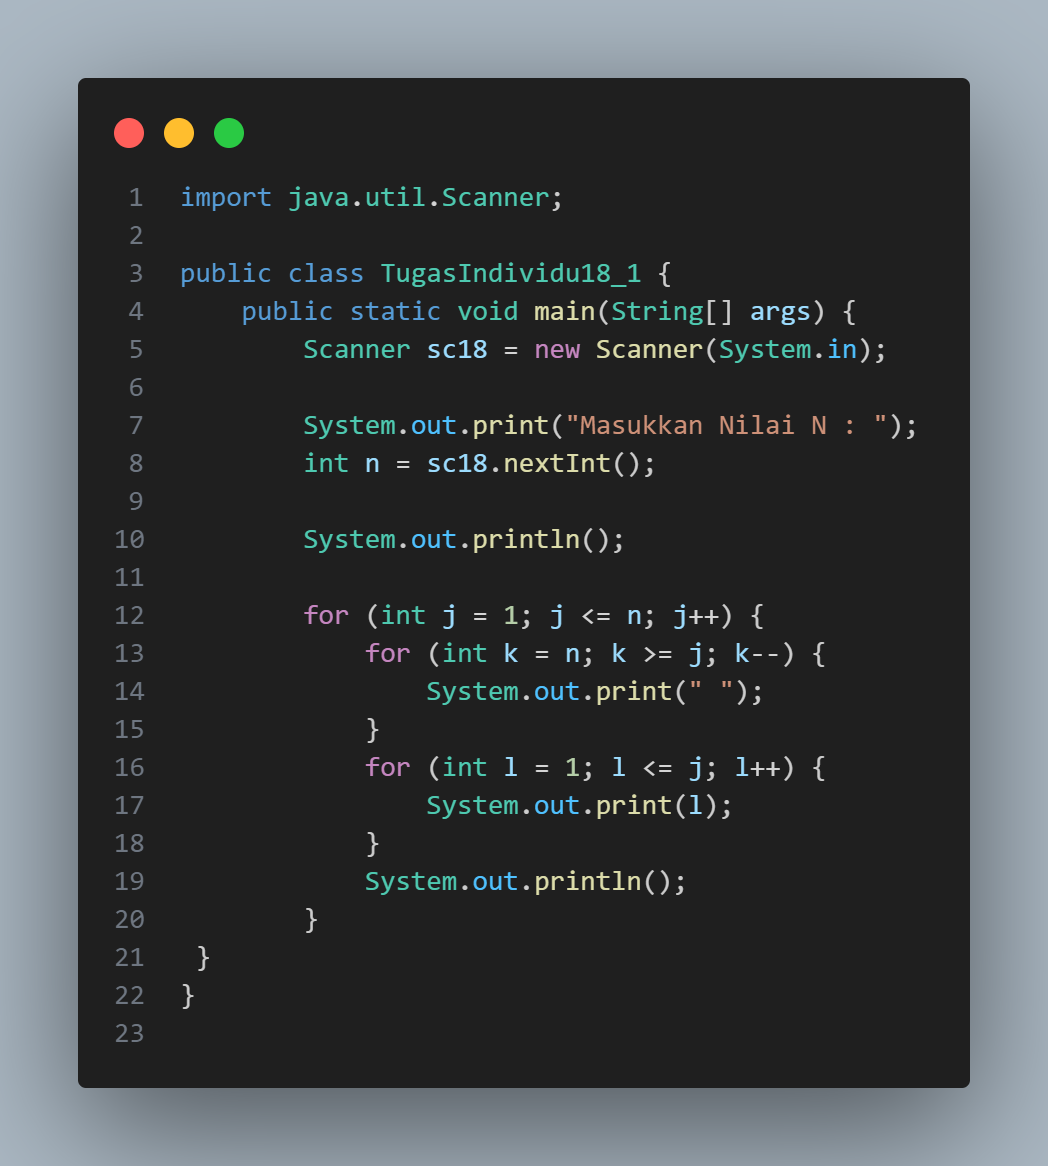 1 import java.util.Scanner;
2
3 public class TugasIndividu18_1 {
4     public static void main(String[] args) {
5         Scanner sc18 = new Scanner(System.in);
6
7         System.out.print("Masukkan Nilai N : ");
8         int n = sc18.nextInt();
9
10         System.out.println();
11
12         for (int j = 1; j <= n; j++) {
13             for (int k = n; k >= j; k--) {
14                 System.out.print(" ");
15             }
16             for (int l = 1; l <= j; l++) {
17                 System.out.print(l);
18             }
19             System.out.println();
20         }
21  }
22 }
23